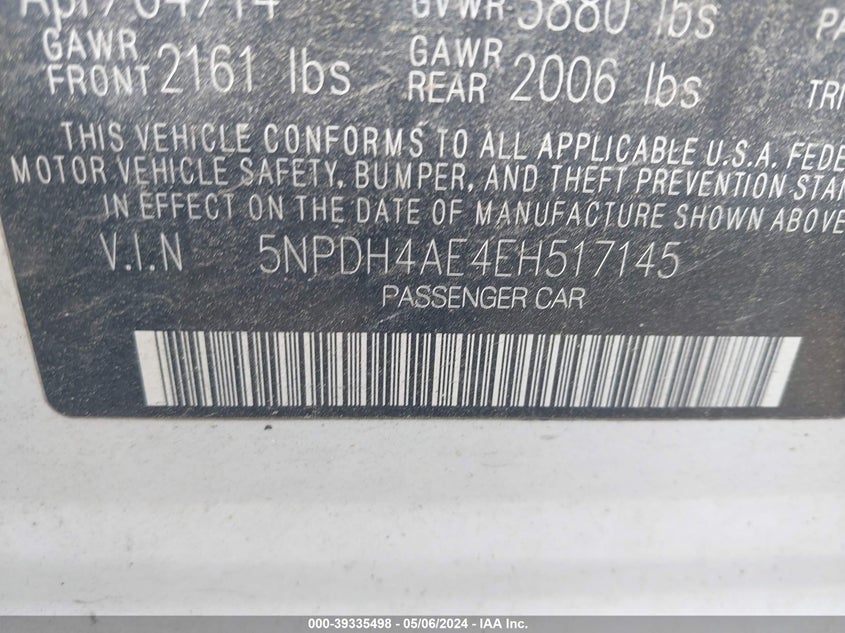 GVWR 3880 lbs PA
GAWR FRONT 2161 lbs GAWR REAR 2006 lbs TRI
THIS VEHICLE CONFORMS TO ALL APPLICABLE U.S.A. FEDE
MOTOR VEHICLE SAFETY, BUMPER, AND THEFT PREVENTION STAN
IN EFFECT ON THE DATE OF MANUFACTURE SHOWN ABOVE
V.I.N 5NPDH4AE4EH517145
PASSENGER CAR
000-39335498 - 05/06/2024 - IAA Inc.